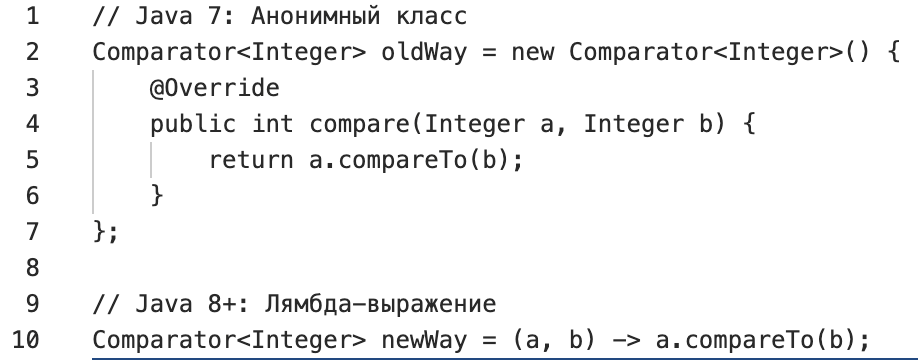 1 // Java 7: Анонимный класс
2 Comparator<Integer> oldWay = new Comparator<Integer>() {
3     @Override
4     public int compare(Integer a, Integer b) {
5         return a.compareTo(b);
6     }
7 };
8
9 // Java 8+: Лямбда-выражение
10 Comparator<Integer> newWay = (a, b) -> a.compareTo(b);